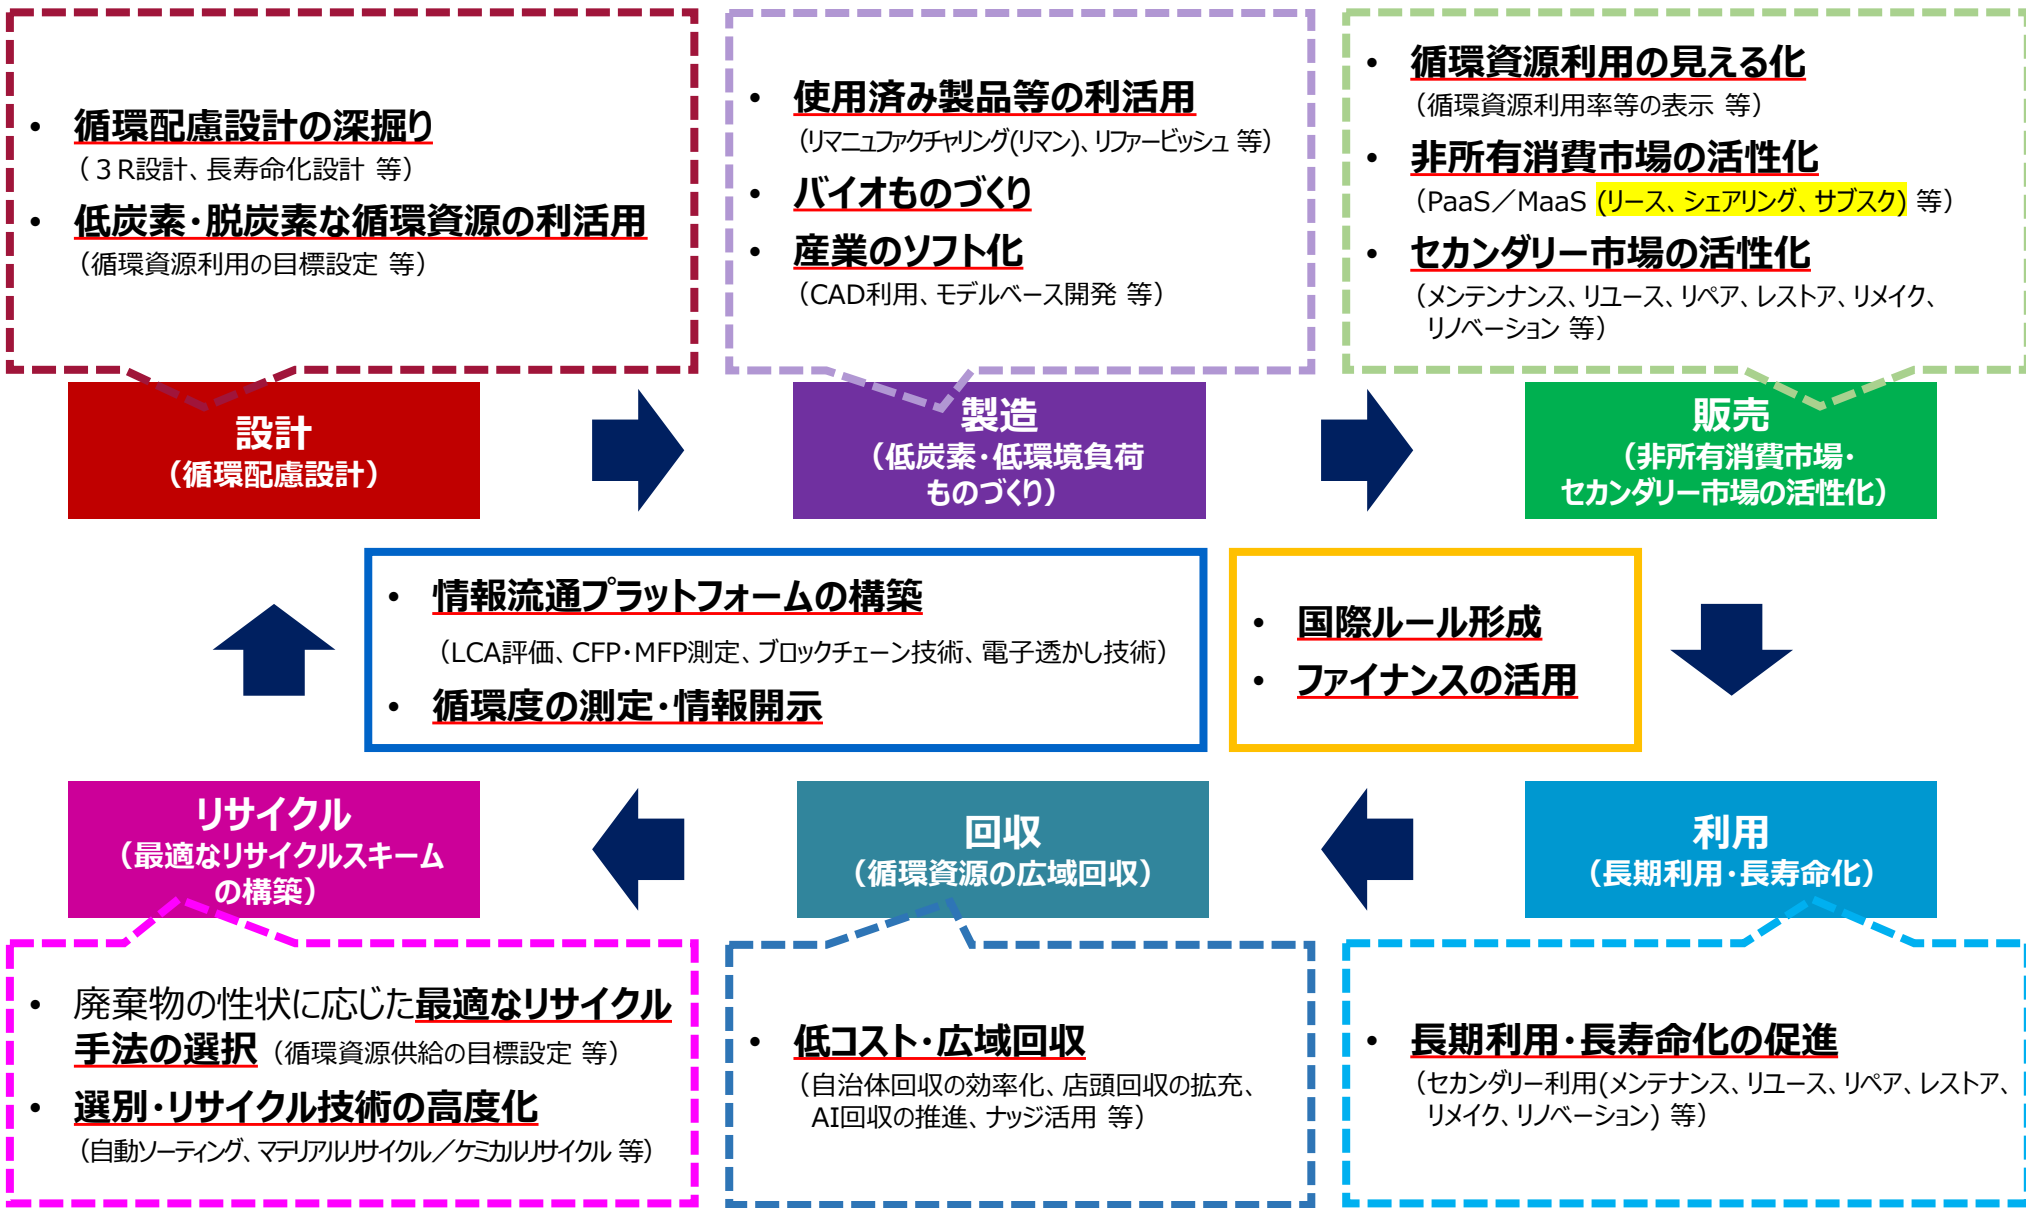 ・循環配慮設計の深掘り
（３R設計、長寿命化設計 等）
・低炭素・脱炭素な循環資源の利活用
（循環資源利用の目標設定 等）
・使用済み製品等の利活用
（リマニュファクチャリング(リマン)、リファービッシュ 等）
・バイオものづくり
・産業のソフト化
（CAD利用、モデルベース開発 等）
・循環資源利用の見える化
（循環資源利用率等の表示 等）
・非所有消費市場の活性化
（PaaS／MaaS (リース、シェアリング、サブスク) 等）
・セカンダリー市場の活性化
（メンテンナンス、リユース、リペア、レストア、リメイク、
リノベーション 等）
設計
（循環配慮設計）
製造
（低炭素・低環境負荷
ものづくり）
販売
（非所有消費市場・
セカンダリー市場の活性化）
・情報流通プラットフォームの構築
（LCA評価、CFP・MFP測定、ブロックチェーン技術、電子透かし技術）
・循環度の測定・情報開示
・国際ルール形成
・ファイナンスの活用
リサイクル
（最適なリサイクルスキーム
の構築）
回収
（循環資源の広域回収）
利用
（長期利用・長寿命化）
・廃棄物の性状に応じた最適なリサイクル
手法の選択（循環資源供給の目標設定 等）
・選別・リサイクル技術の高度化
（自動ソーティング、マテリアルリサイクル／ケミカルリサイクル 等）
・低コスト・広域回収
（自治体回収の効率化、店頭回収の拡充、
AI回収の推進、ナッジ活用 等）
・長期利用・長寿命化の促進
（セカンダリー利用(メンテナンス、リユース、リペア、レストア、
リメイク、リノベーション) 等）